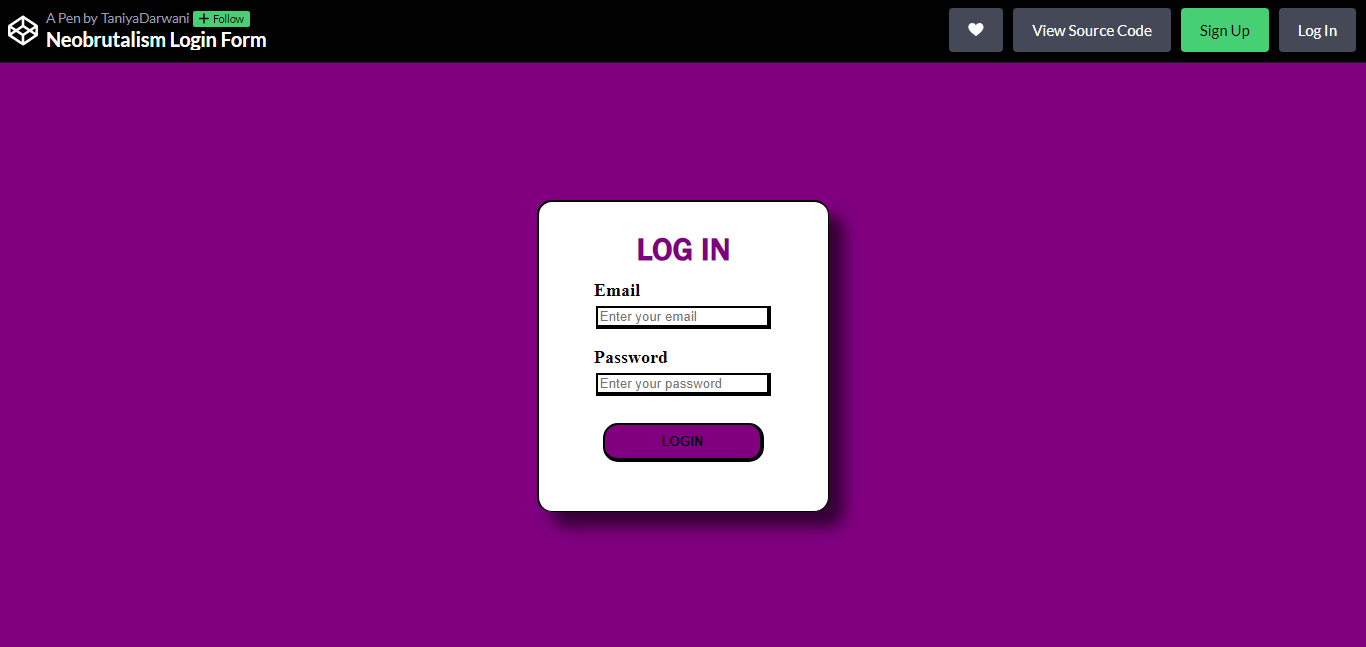 A Pen by TaniyaDarwani + Follow
Neobrutalism Login Form
View Source Code
Sign Up
Log In
LOG IN
Email
Enter your email
Password
Enter your password
LOGIN